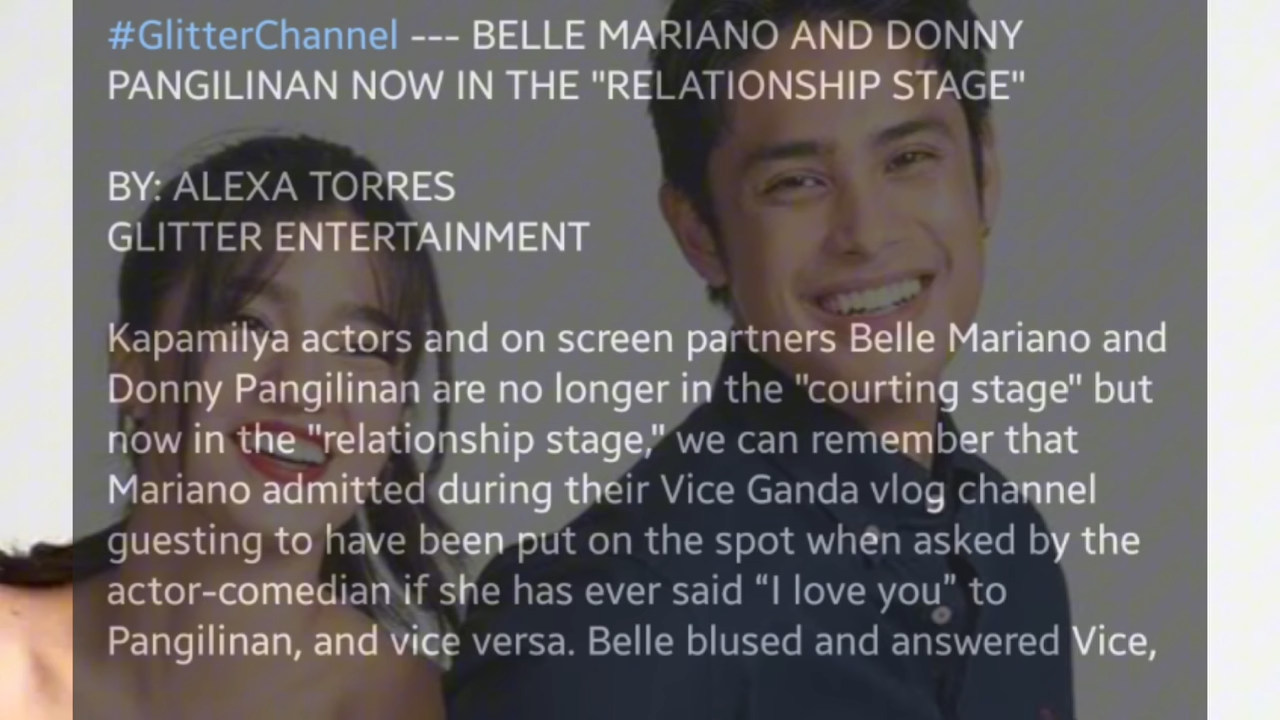 #GlitterChannel --- BELLE MARIANO AND DONNY
PANGILINAN NOW IN THE "RELATIONSHIP STAGE"
BY: ALEXA TORRES
GLITTER ENTERTAINMENT
Kapamilya actors and on screen partners Belle Mariano and
Donny Pangilinan are no longer in the "courting stage" but
now in the "relationship stage," we can remember that
Mariano admitted during their Vice Ganda vlog channel
guesting to have been put on the spot when asked by the
actor-comedian if she has ever said “I love you” to
Pangilinan, and vice versa. Belle blused and answered Vice,